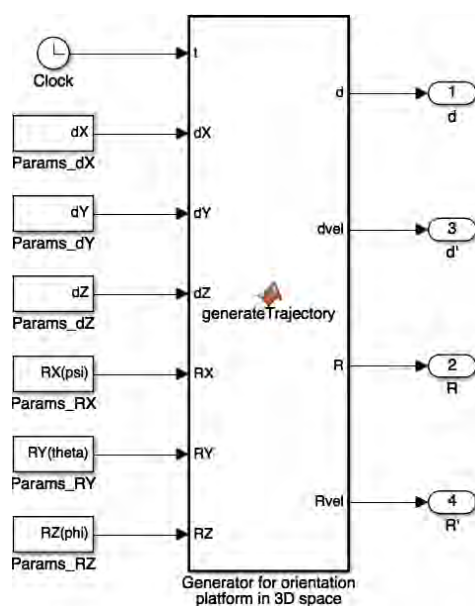 t
Clock
d
1
d
dX
Params_dX
dX
dY
Params_dY
dY
dvel
3
d'
dZ
Params_dZ
dZ
generateTrajectory
RX(psi)
Params_RX
RX
R
2
R
RY(theta)
Params_RY
RY
Rvel
4
R'
RZ(phi)
Params_RZ
RZ
Generator for orientation
platform in 3D space